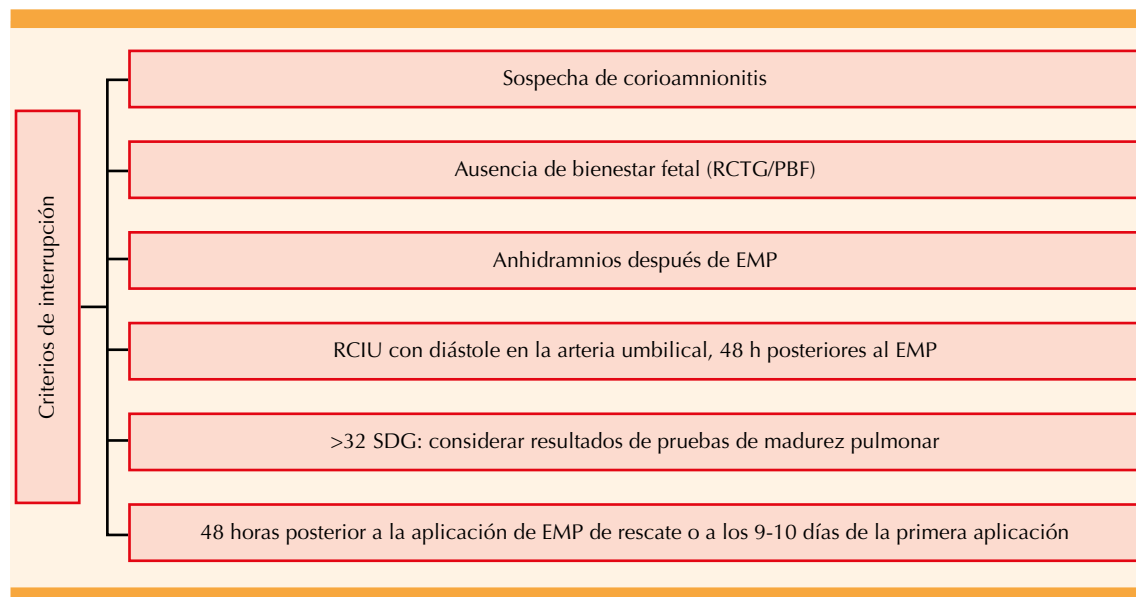 Criterios de interrupción
Sospecha de corioamnionitis
Ausencia de bienestar fetal (RCTG/PBF)
Anhidramnios después de EMP
RCIU con diástole en la arteria umbilical, 48 h posteriores al EMP
>32 SDG: considerar resultados de pruebas de madurez pulmonar
48 horas posterior a la aplicación de EMP de rescate o a los 9-10 días de la primera aplicación